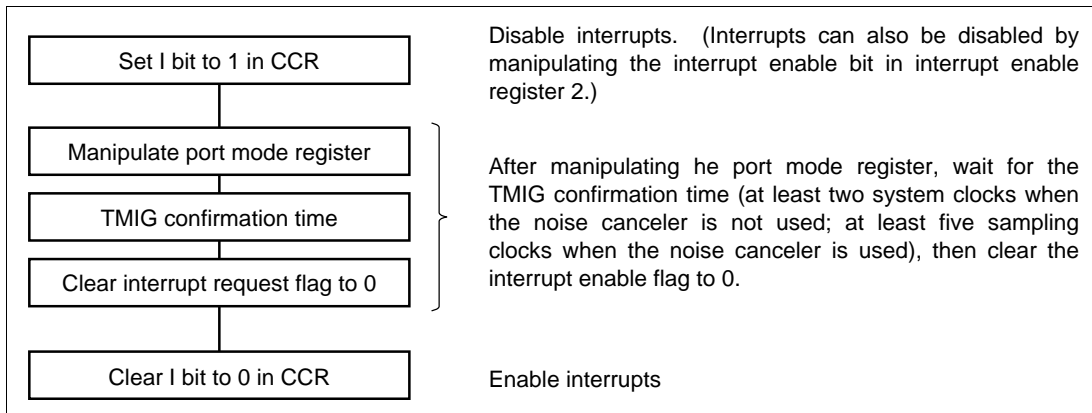 Set I bit to 1 in CCR
Disable interrupts. (Interrupts can also be disabled by
manipulating the interrupt enable bit in interrupt enable
register 2.)
Manipulate port mode register
TMIG confirmation time
Clear interrupt request flag to 0
After manipulating he port mode register, wait for the
TMIG confirmation time (at least two system clocks when
the noise canceler is not used; at least five sampling
clocks when the noise canceler is used), then clear the
interrupt enable flag to 0.
Clear I bit to 0 in CCR
Enable interrupts